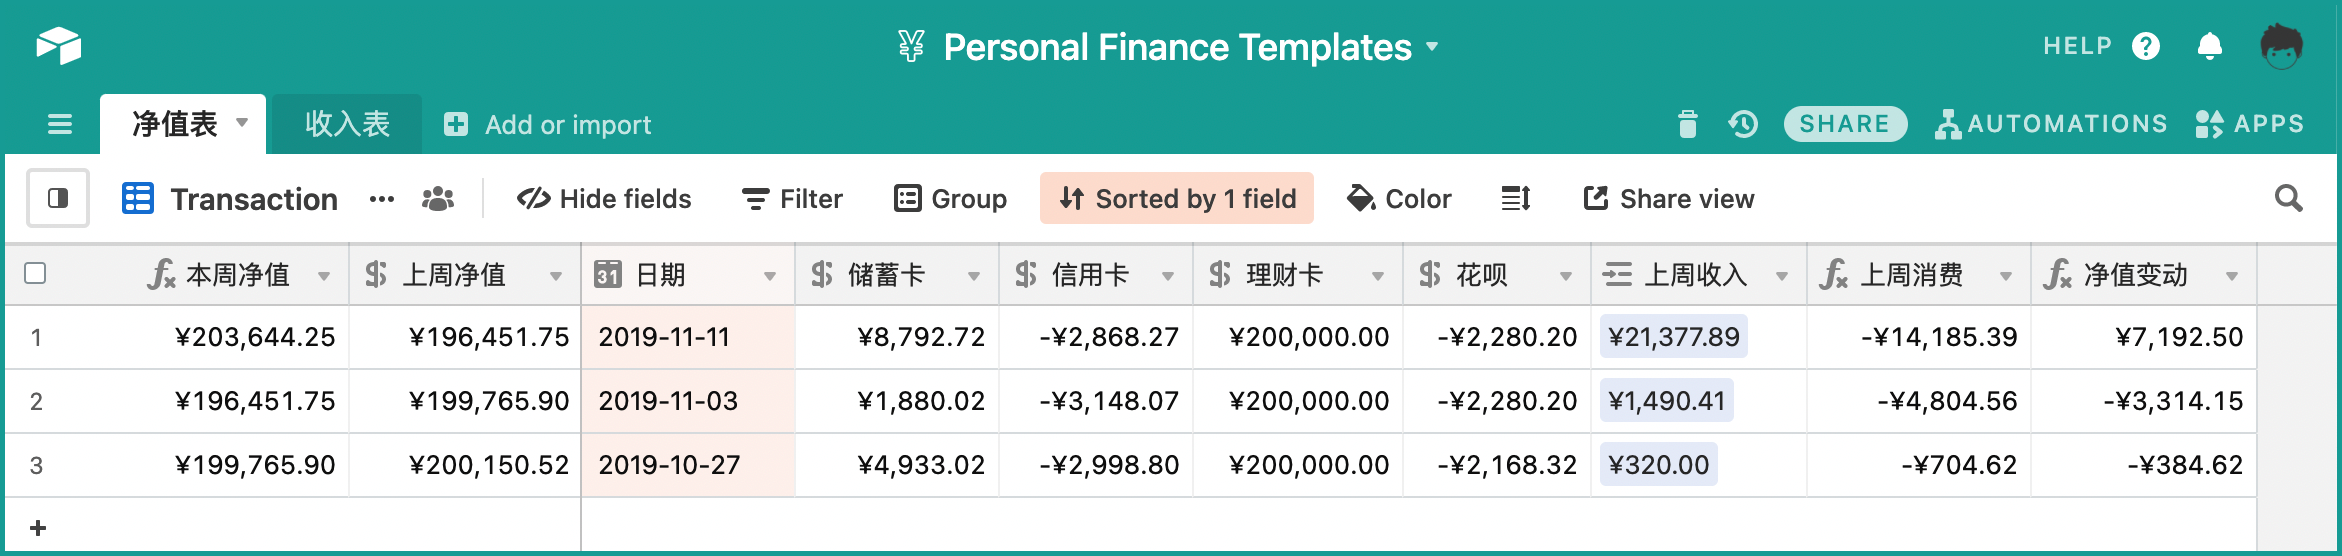 ¥ Personal Finance Templates
HELP ?
净值表 收入表 Add or import SHARE AUTOMATIONS APPS
Transaction ... Hide fields Filter Group Sorted by 1 field Color Share view
本周净值 上周净值 31 日期 储蓄卡 信用卡 理财卡 花呗 上周收入 上周消费 净值变动
1 ¥203,644.25 ¥196,451.75 2019-11-11 ¥8,792.72 -¥2,868.27 ¥200,000.00 -¥2,280.20 ¥21,377.89 -¥14,185.39 ¥7,192.50
2 ¥196,451.75 ¥199,765.90 2019-11-03 ¥1,880.02 -¥3,148.07 ¥200,000.00 -¥2,280.20 ¥1,490.41 -¥4,804.56 -¥3,314.15
3 ¥199,765.90 ¥200,150.52 2019-10-27 ¥4,933.02 -¥2,998.80 ¥200,000.00 -¥2,168.32 ¥320.00 -¥704.62 -¥384.62
+